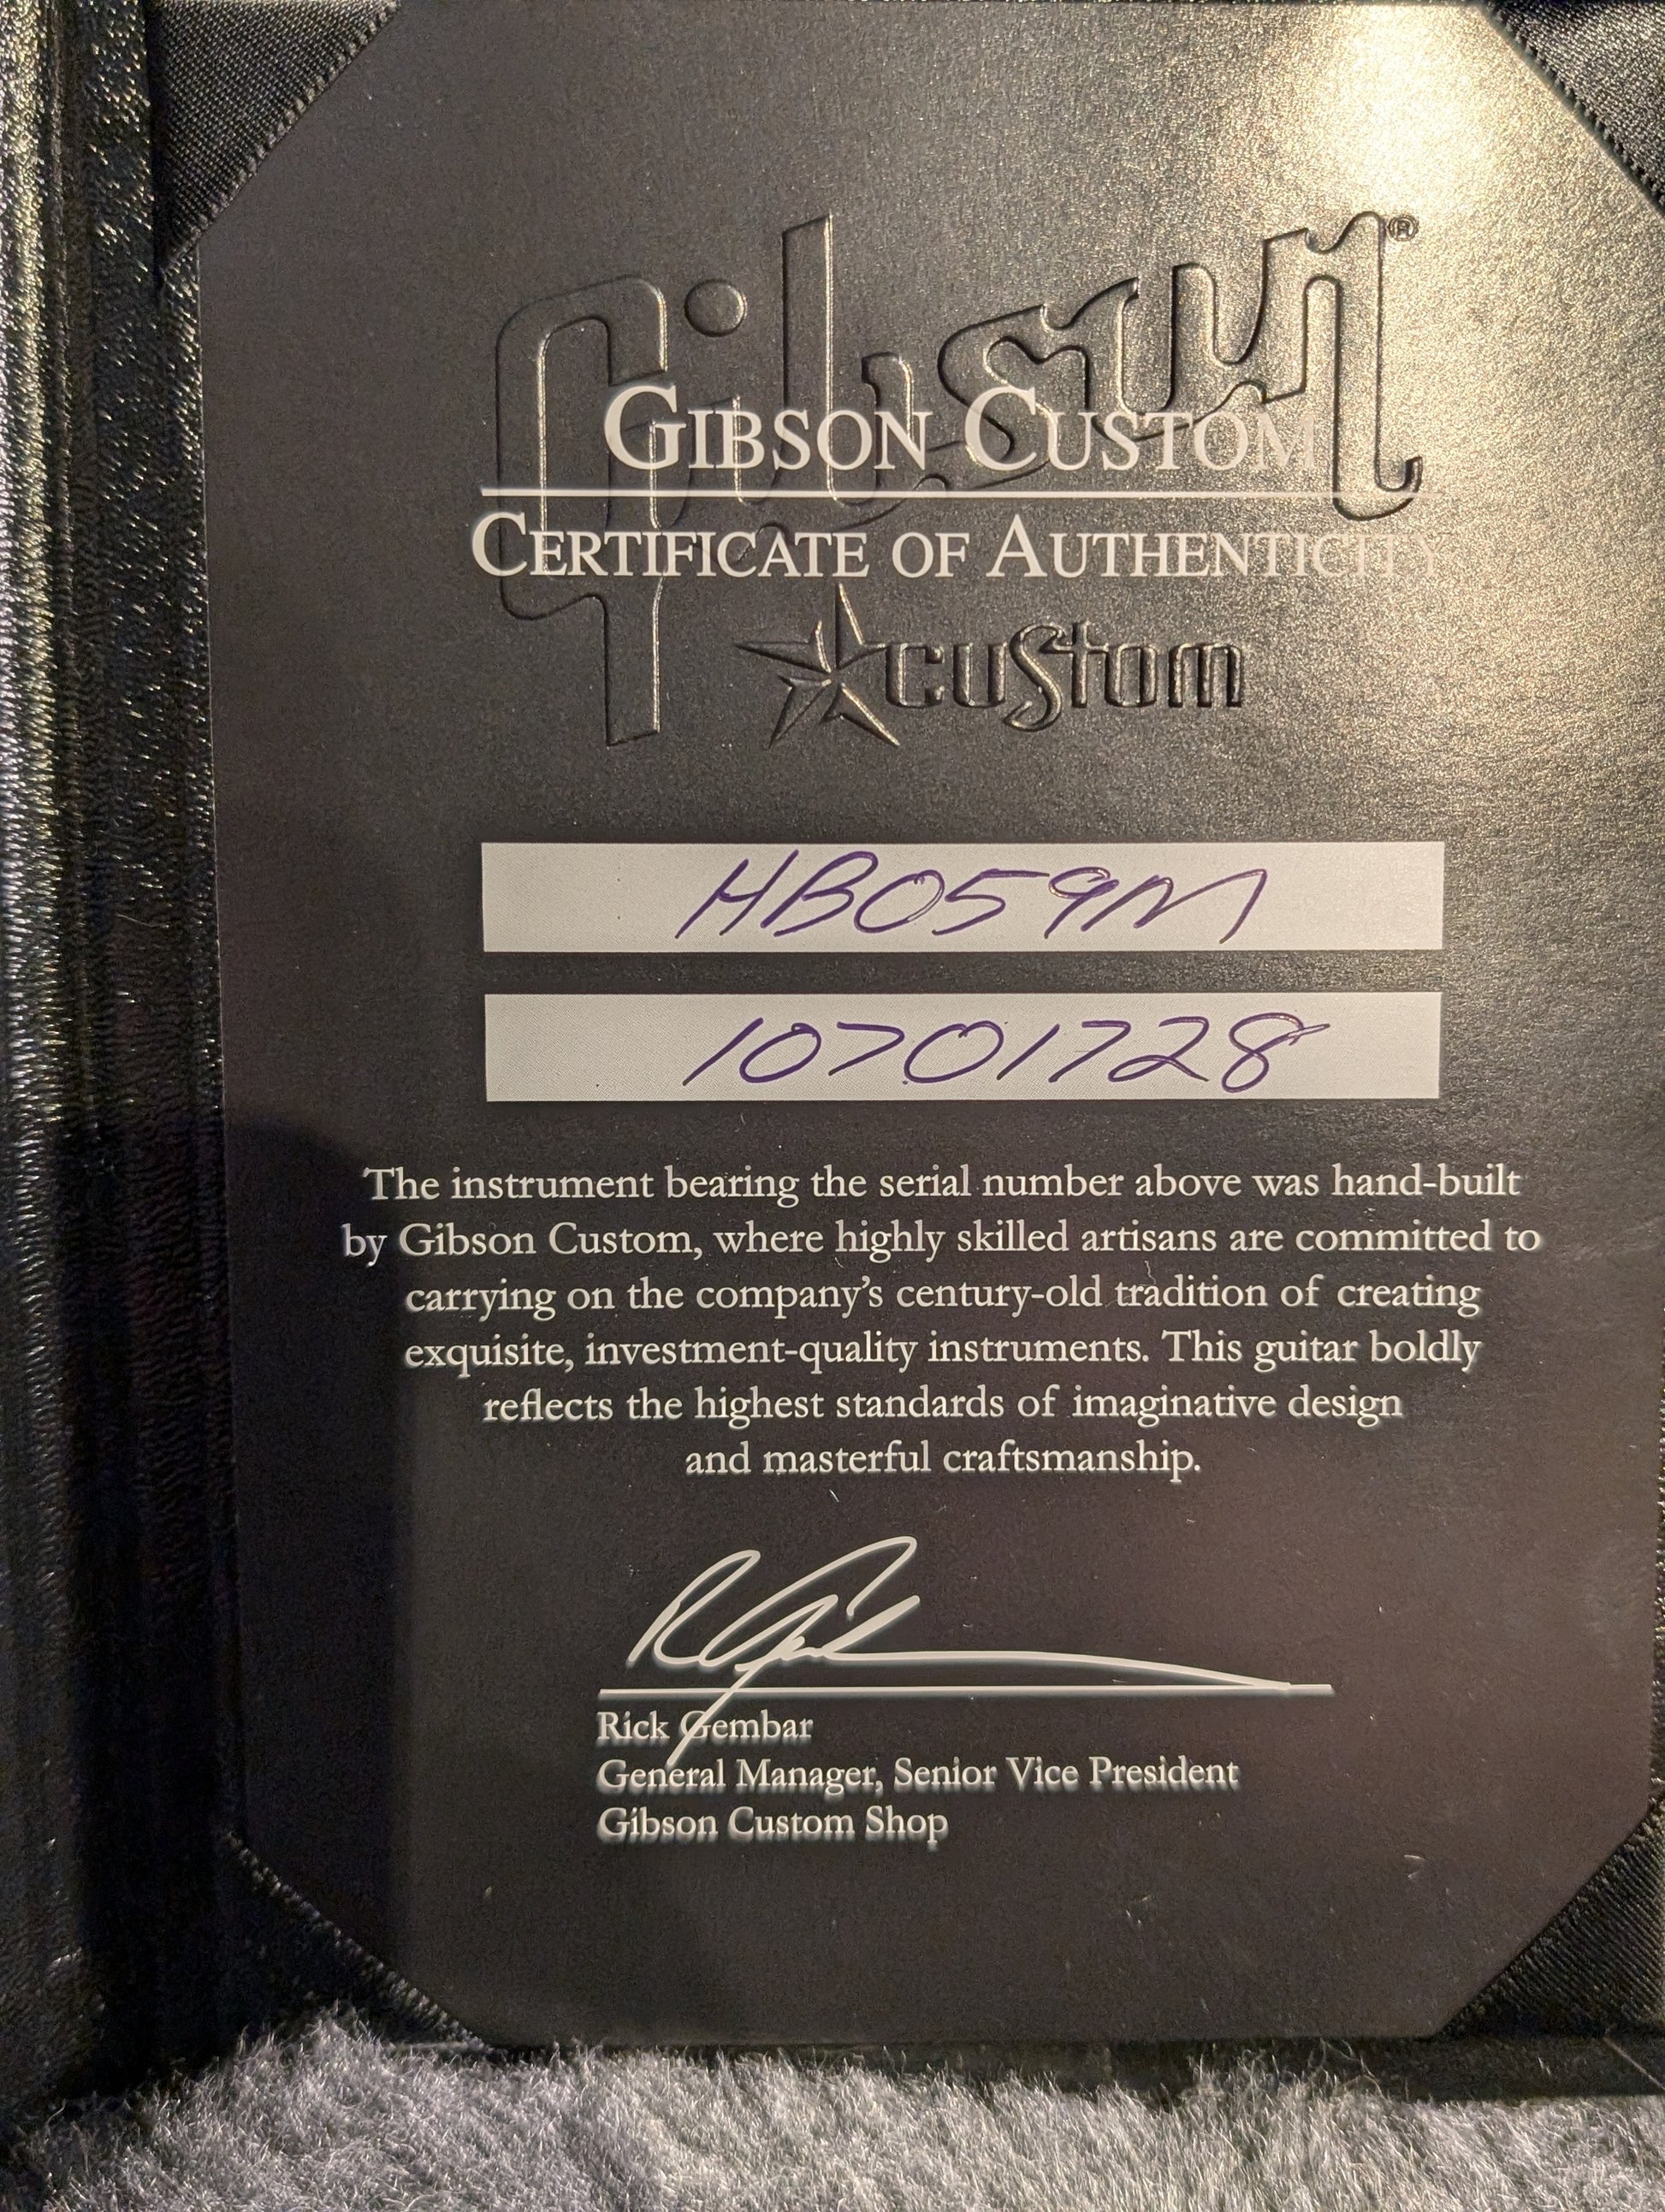 Gibson ®
GIBSON CUSTOM
CERTIFICATE OF AUTHENTICITY
custom
HB059M
10701728
The instrument bearing the serial number above was hand-built
by Gibson Custom, where highly skilled artisans are committed to
carrying on the company's century-old tradition of creating
exquisite, investment-quality instruments. This guitar boldly
reflects the highest standards of imaginative design
and masterful craftsmanship.
Rick Gembar
General Manager, Senior Vice President
Gibson Custom Shop